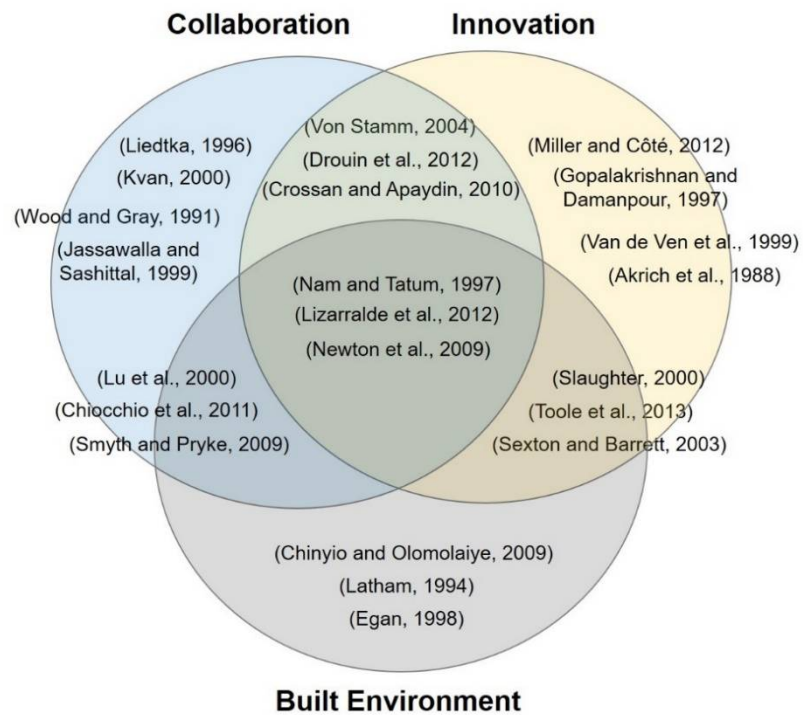 Collaboration
Innovation
(Liedtka, 1996)
(Kvan, 2000)
(Wood and Gray, 1991)
(Jassawalla and
Sashittal, 1999)
(Von Stamm, 2004)
(Drouin et al., 2012)
(Crossan and Apaydin, 2010)
(Miller and Côté, 2012)
(Gopalakrishnan and
Damanpour, 1997)
(Van de Ven et al., 1999)
(Akrich et al., 1988)
(Nam and Tatum, 1997)
(Lizarralde et al., 2012)
(Newton et al., 2009)
(Lu et al., 2000)
(Chiocchio et al., 2011)
(Smyth and Pryke, 2009)
(Slaughter, 2000)
(Toole et al., 2013)
(Sexton and Barrett, 2003)
(Chinyio and Olomolaiye, 2009)
(Latham, 1994)
(Egan, 1998)
Built Environment